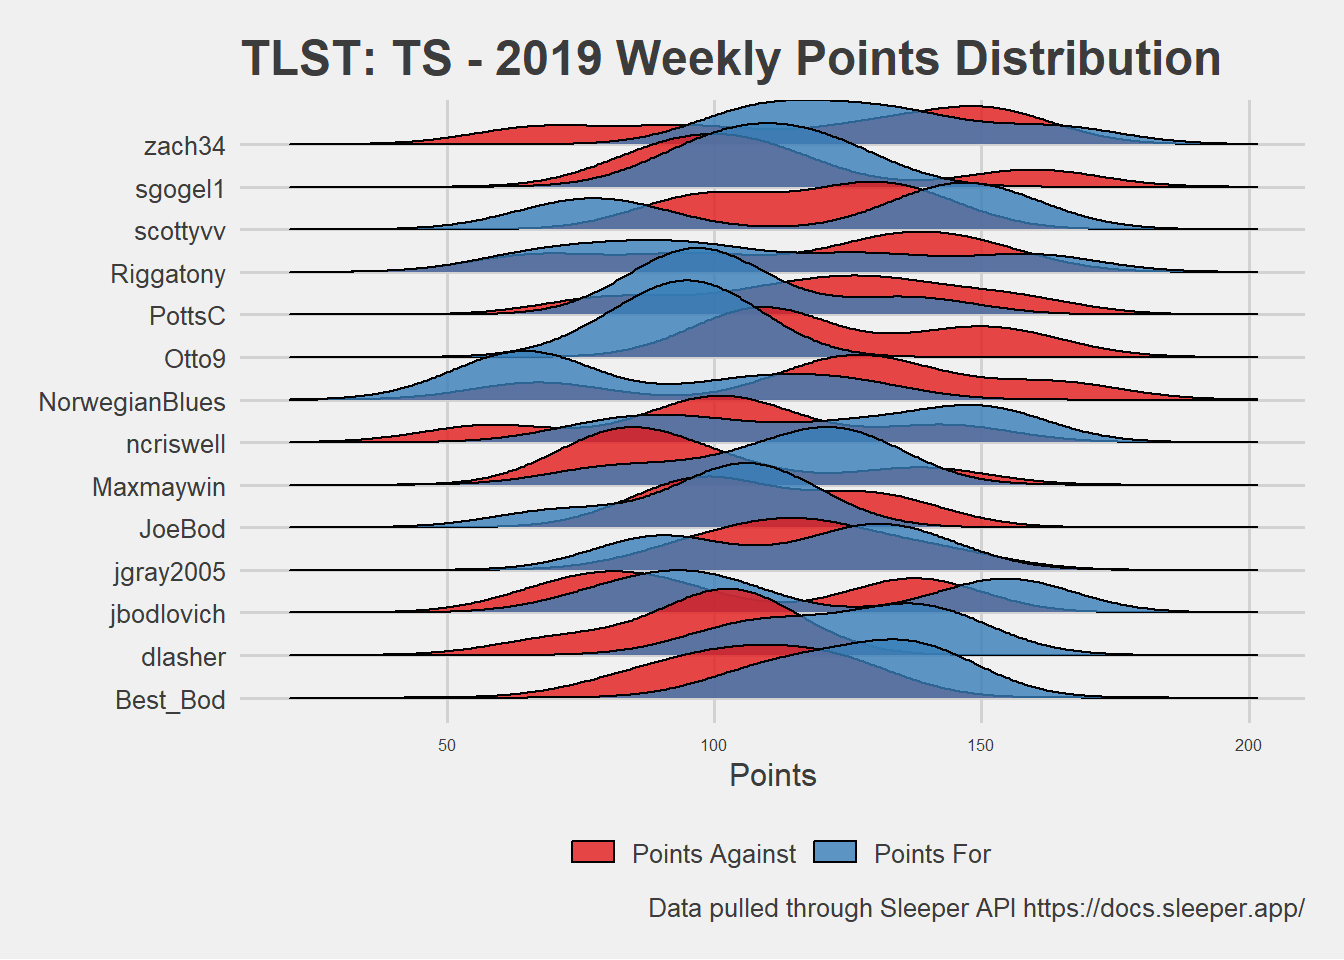 TLST: TS - 2019 Weekly Points Distribution
zach34
sgogel1
scottyvv
Riggatony
PottsC
Otto9
NorwegianBlues
ncriswell
Maxmaywin
JoeBod
jgray2005
jbodlovich
dlasher
Best_Bod
50 100 150 200
Points
Points Against Points For
Data pulled through Sleeper API https://docs.sleeper.app/